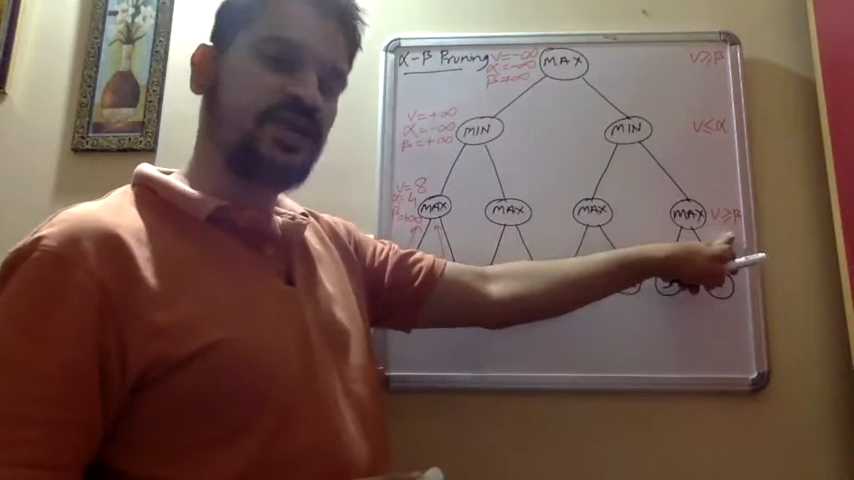 α-β Pruning
V=-∞
α=-∞
β=+∞
MAX
V≥β
V=+∞
α=-∞
β=+∞
MIN
MIN
V≤α
V=8
α=4
β=+∞
MAX
MAX
MAX
MAX
V≥β